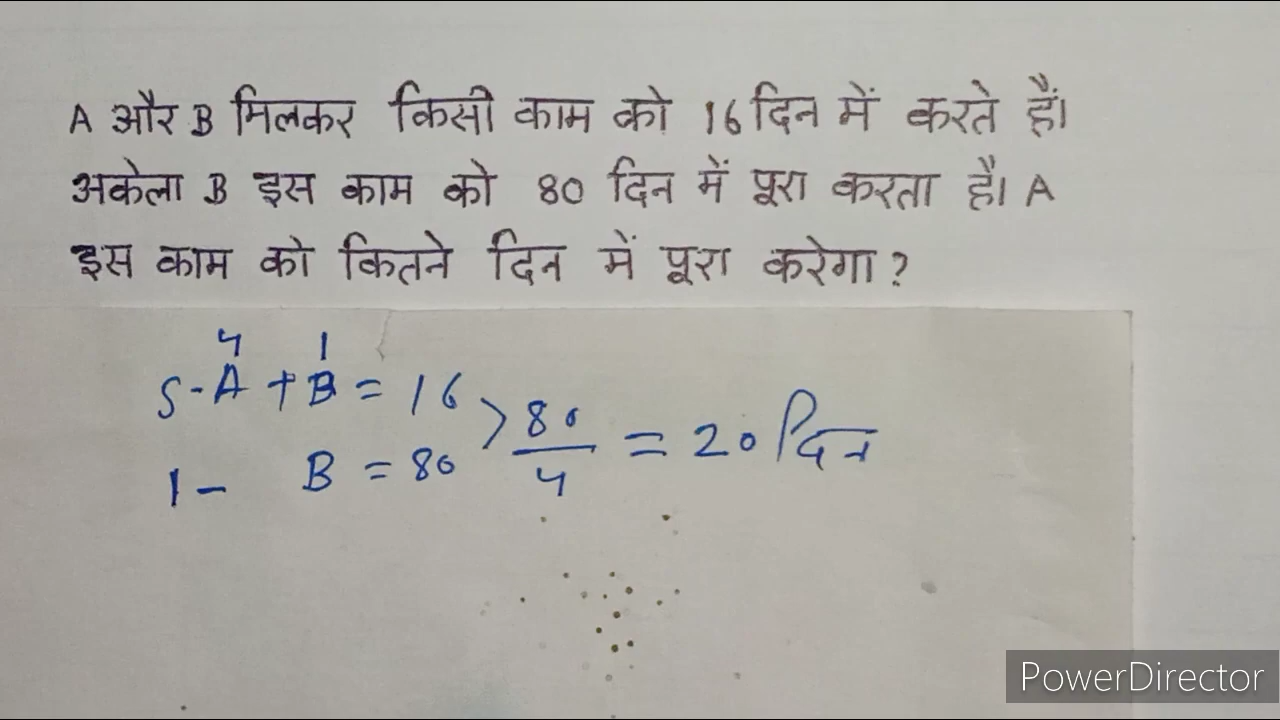 A और B मिलकर किसी काम को 16 दिन में करते हैं।
अकेला B इस काम को 80 दिन में पूरा करता है। A
इस काम को कितने दिन में पूरा करेगा?
4 1
5-A+B = 16
> 80/4 = 20 दिन
1- B = 80
PowerDirector